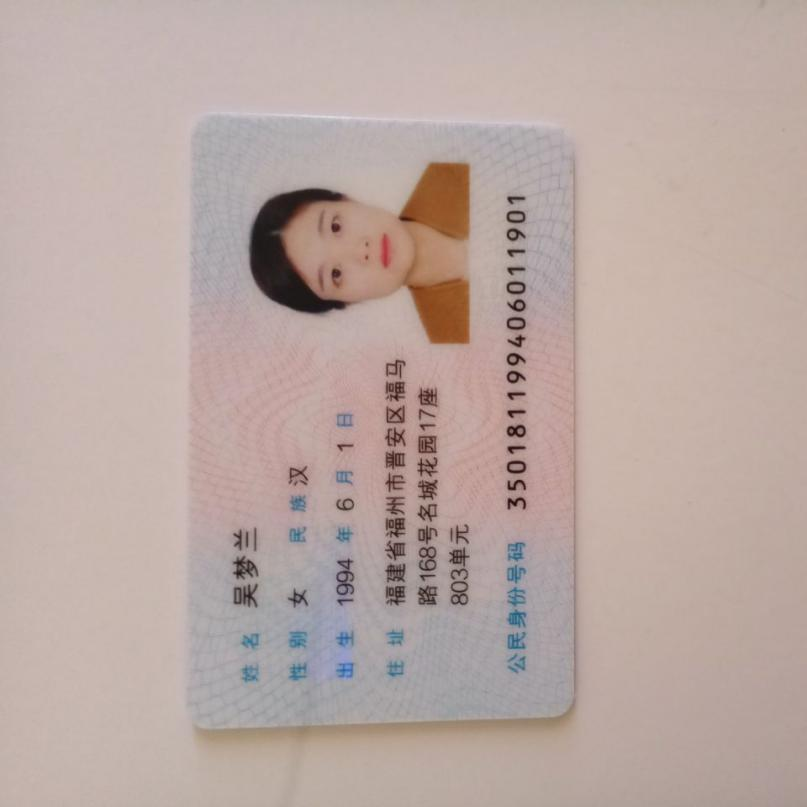 姓名 吴梦兰
性别 女 民族 汉
出生 1994 年 6 月 1 日
住址 福建省福州市晋安区福马
路168号名城花园17座
803单元
公民身份号码 350181199406011901